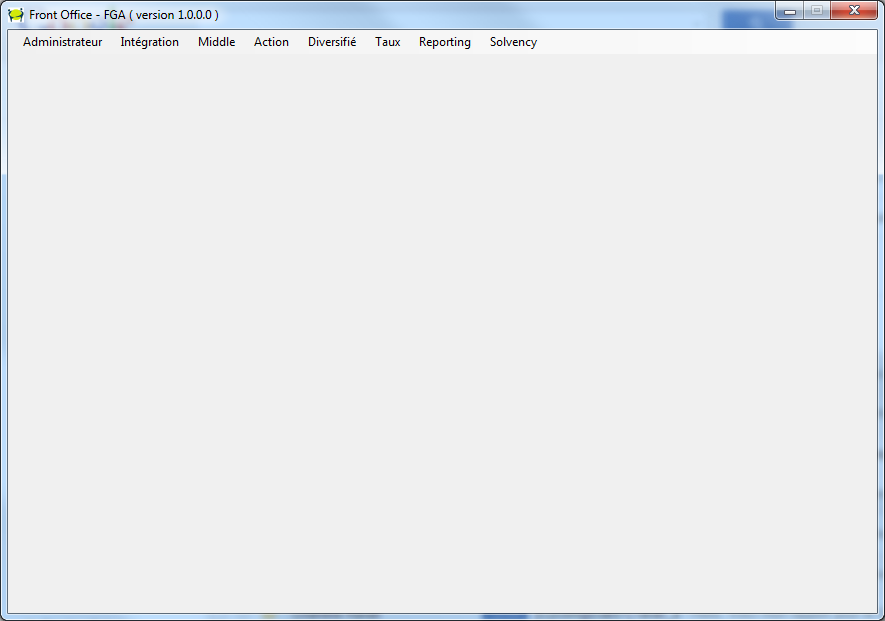 Front Office - FGA ( version 1.0.0.0 )
Administrateur Intégration Middle Action Diversifié Taux Reporting Solvency